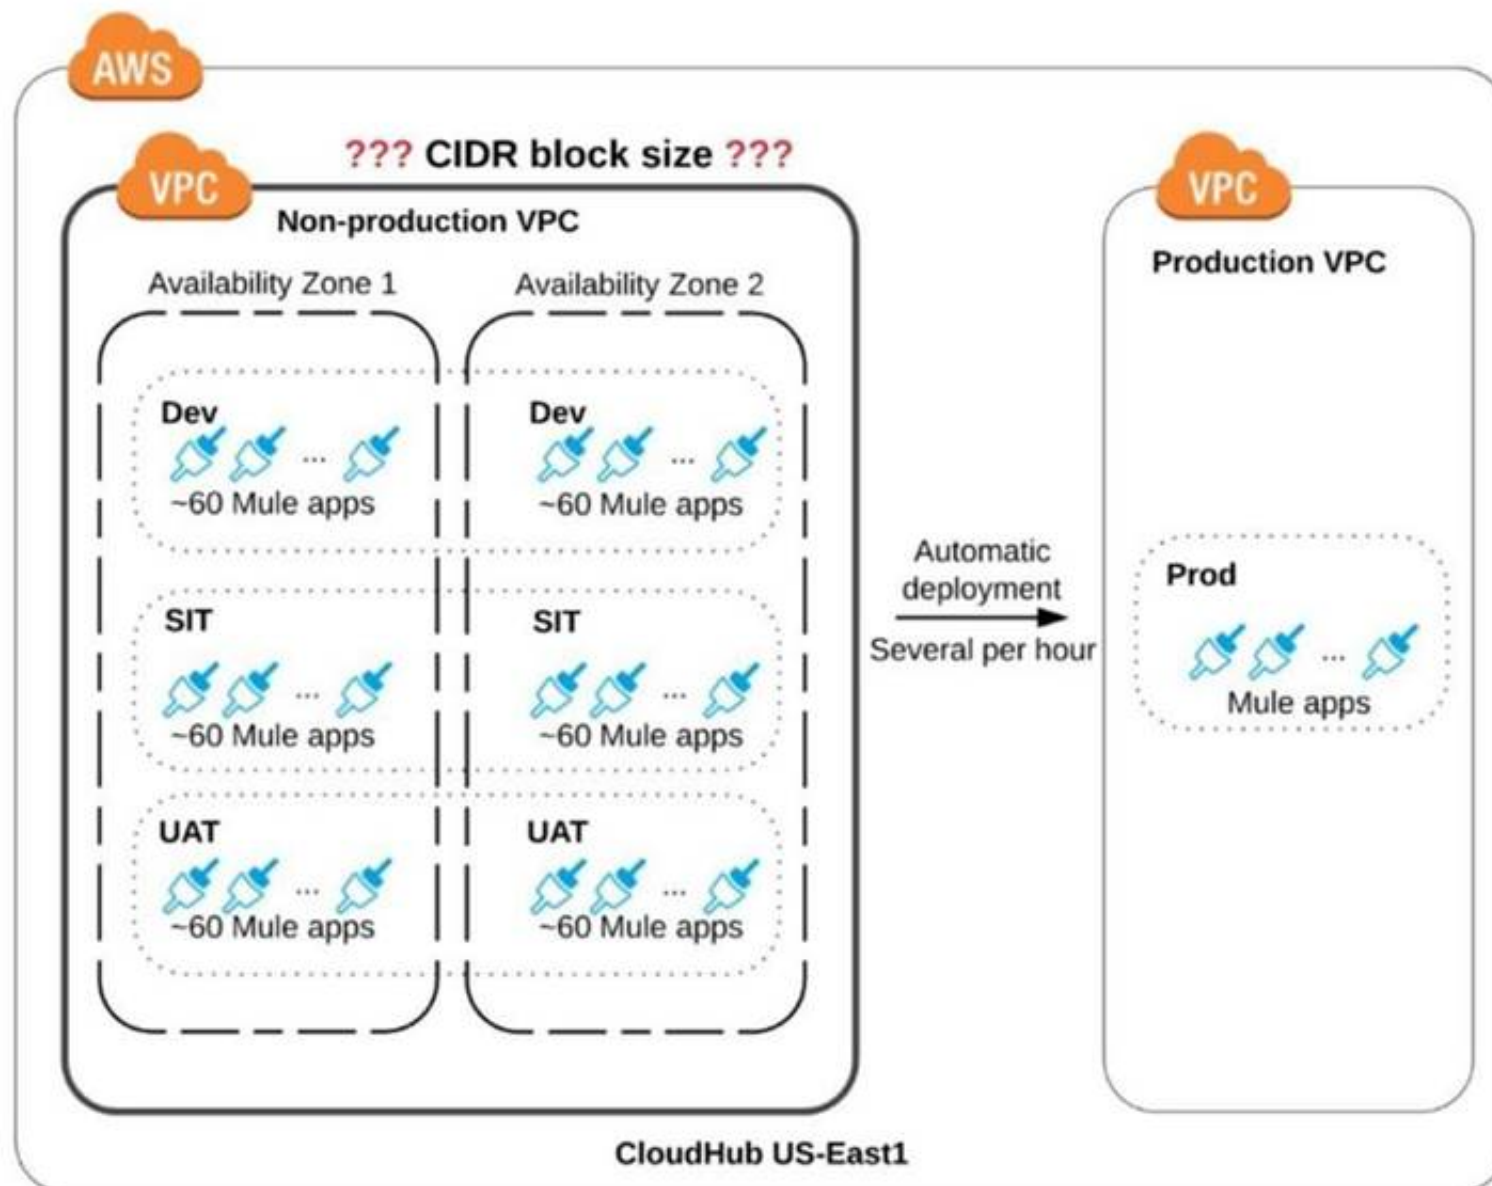 AWS
??? CIDR block size ???
VPC
Non-production VPC
Availability Zone 1
Availability Zone 2
Dev
...
~60 Mule apps
Dev
...
~60 Mule apps
SIT
...
~60 Mule apps
SIT
...
~60 Mule apps
UAT
...
~60 Mule apps
UAT
...
~60 Mule apps
Automatic
deployment
Several per hour
VPC
Production VPC
Prod
...
Mule apps
CloudHub US-East1